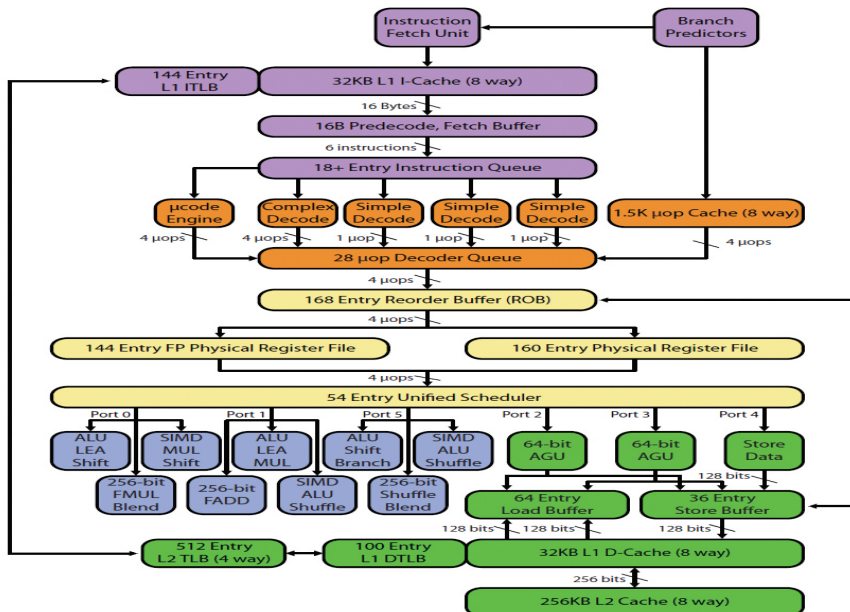 Instruction
Fetch Unit
Branch
Predictors
144 Entry
L1 ITLB
32KB L1 I-Cache (8 way)
16 Bytes
16B Predecode, Fetch Buffer
6 instructions
18+ Entry Instruction Queue
µcode
Engine
Complex
Decode
Simple
Decode
Simple
Decode
Simple
Decode
1.5K µop Cache (8 way)
4 µops
4 µops
1 µop
1 µop
1 µop
4 µops
28 µop Decoder Queue
4 µops
168 Entry Reorder Buffer (ROB)
4 µops
144 Entry FP Physical Register File
160 Entry Physical Register File
4 µops
54 Entry Unified Scheduler
Port 0
Port 1
Port 5
Port 2
Port 3
Port 4
ALU
LEA
Shift
SIMD
MUL
Shift
ALU
LEA
MUL
ALU
Shift
Branch
SIMD
ALU
Shuffle
64-bit
AGU
64-bit
AGU
Store
Data
256-bit
FMUL
Blend
256-bit
FADD
SIMD
ALU
Shuffle
256-bit
Shuffle
Blend
128 bits
64 Entry
Load Buffer
36 Entry
Store Buffer
128 bits
128 bits
128 bits
512 Entry
L2 TLB (4 way)
100 Entry
L1 DTLB
32KB L1 D-Cache (8 way)
256 bits
256KB L2 Cache (8 way)